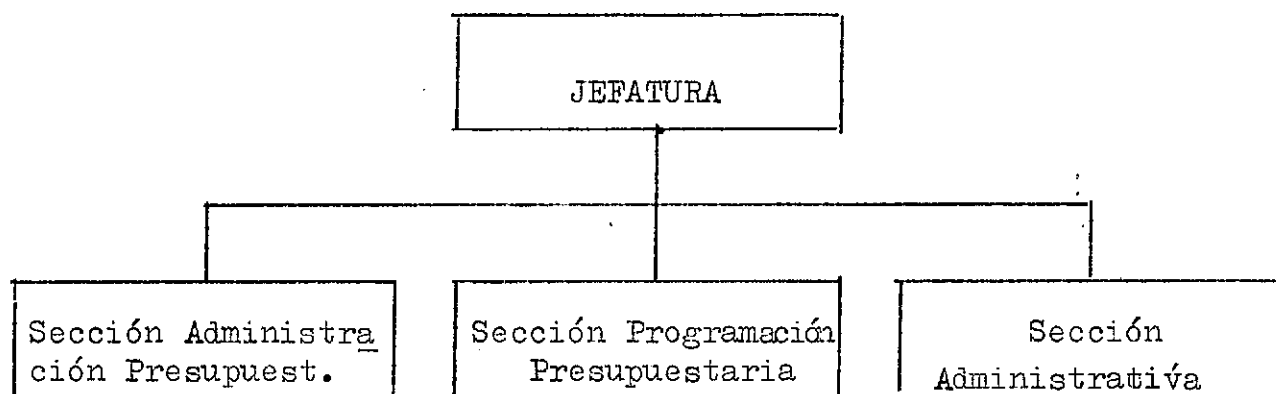 JEFATURA
Sección Administra
ción Presupuest.
Sección Programación
Presupuestaria
Sección
Administrativa